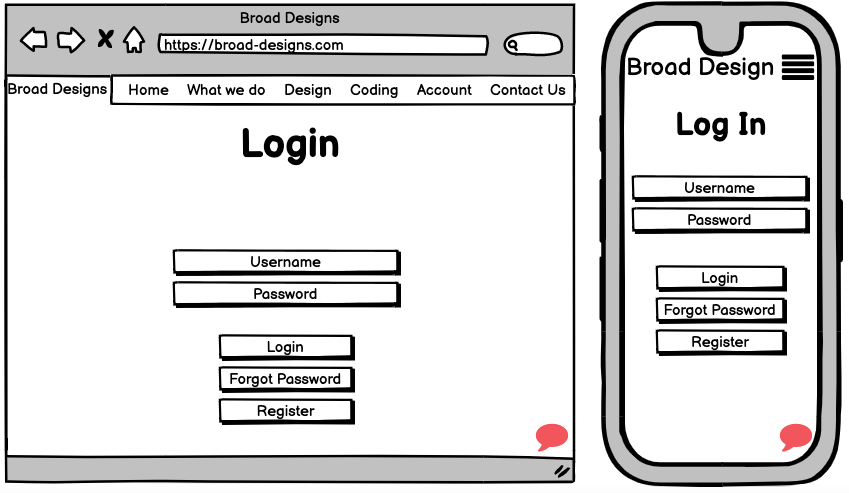 Broad Designs
https://broad-designs.com
Broad Designs Home What we do Design Coding Account Contact Us
Login
Username
Password
Login
Forgot Password
Register
Broad Design
Log In
Username
Password
Login
Forgot Password
Register